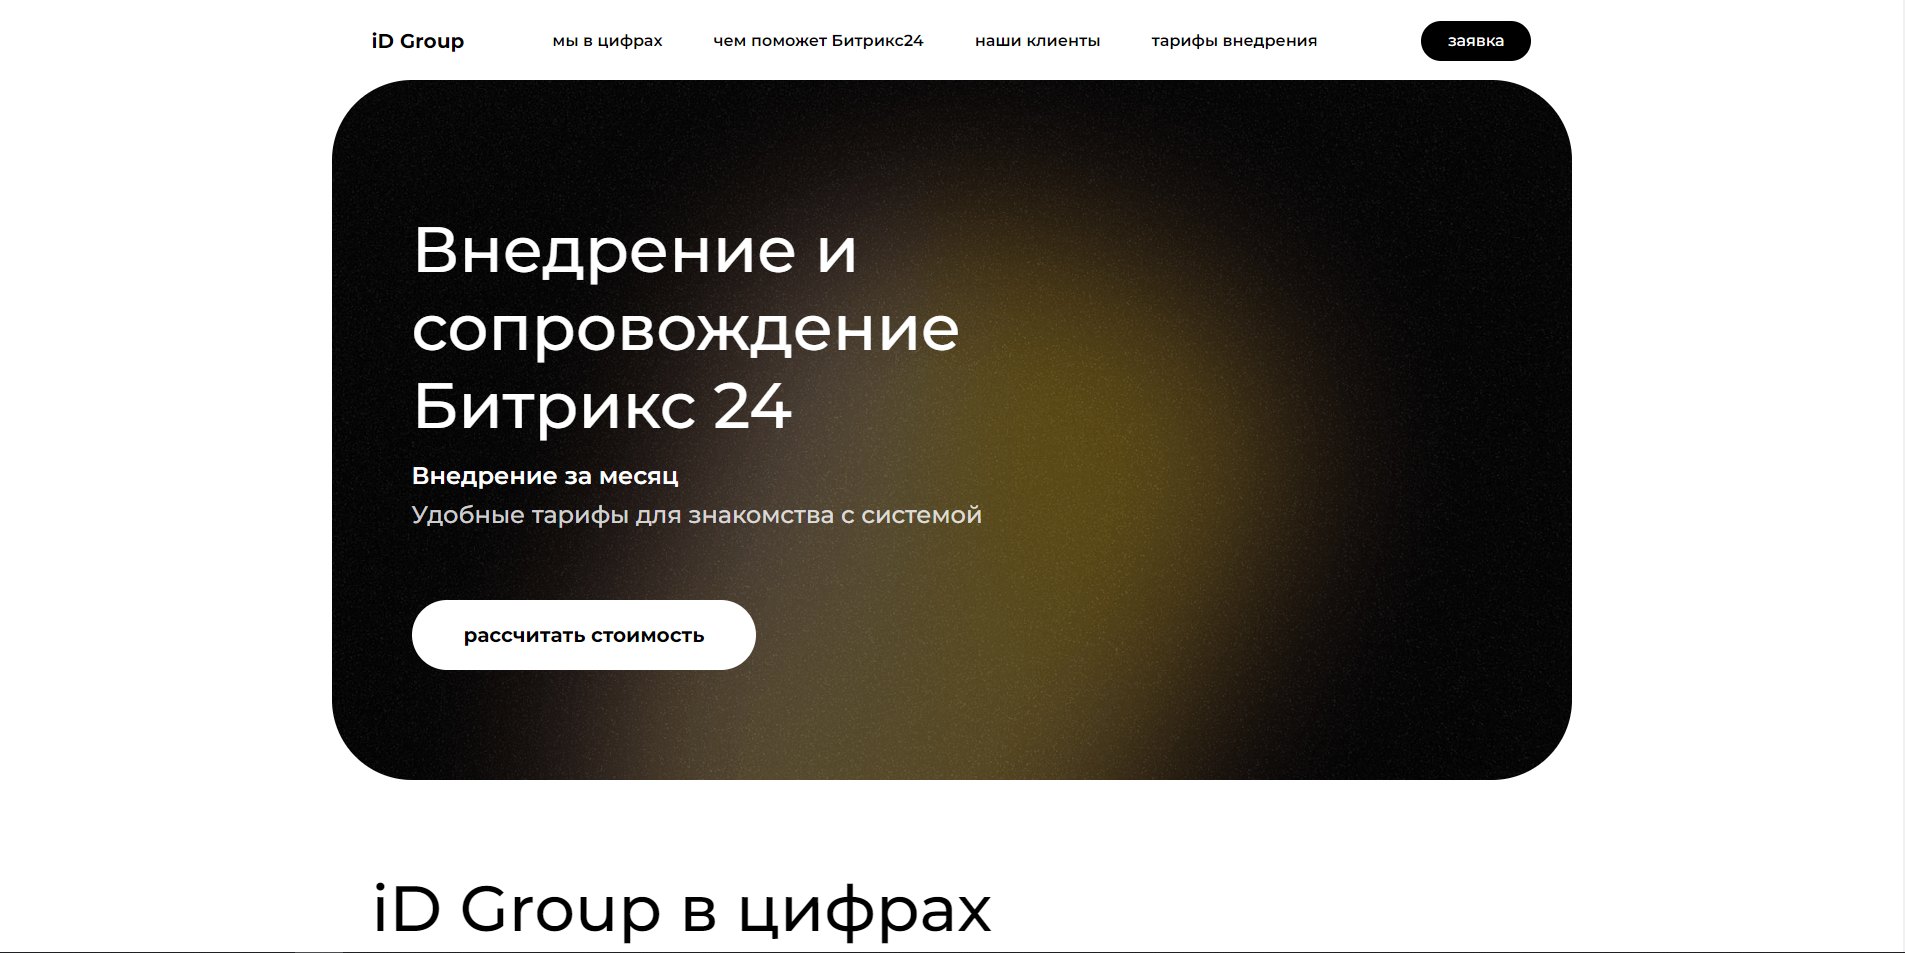 iD Group
мы в цифрах
чем поможет Битрикс24
наши клиенты
тарифы внедрения
заявка
Внедрение и
сопровождение
Битрикс 24
Внедрение за месяц
Удобные тарифы для знакомства с системой
рассчитать стоимость
iD Group в цифрах